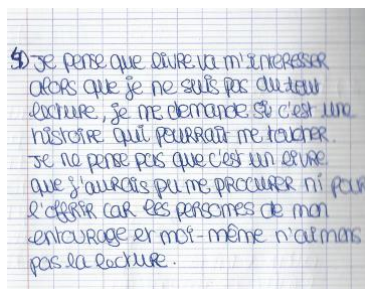 4) Je pense que livre va m'intéresser
alors que je ne suis pas du tout
lecture, je me demande si c'est une
histoire qui pourrait me toucher.
Je ne pense pas que c'est un livre
que j'aurais pu me procurer ni pour
l'offrir car les personnes de mon
entourage et moi-même n'aimons
pas la lecture.